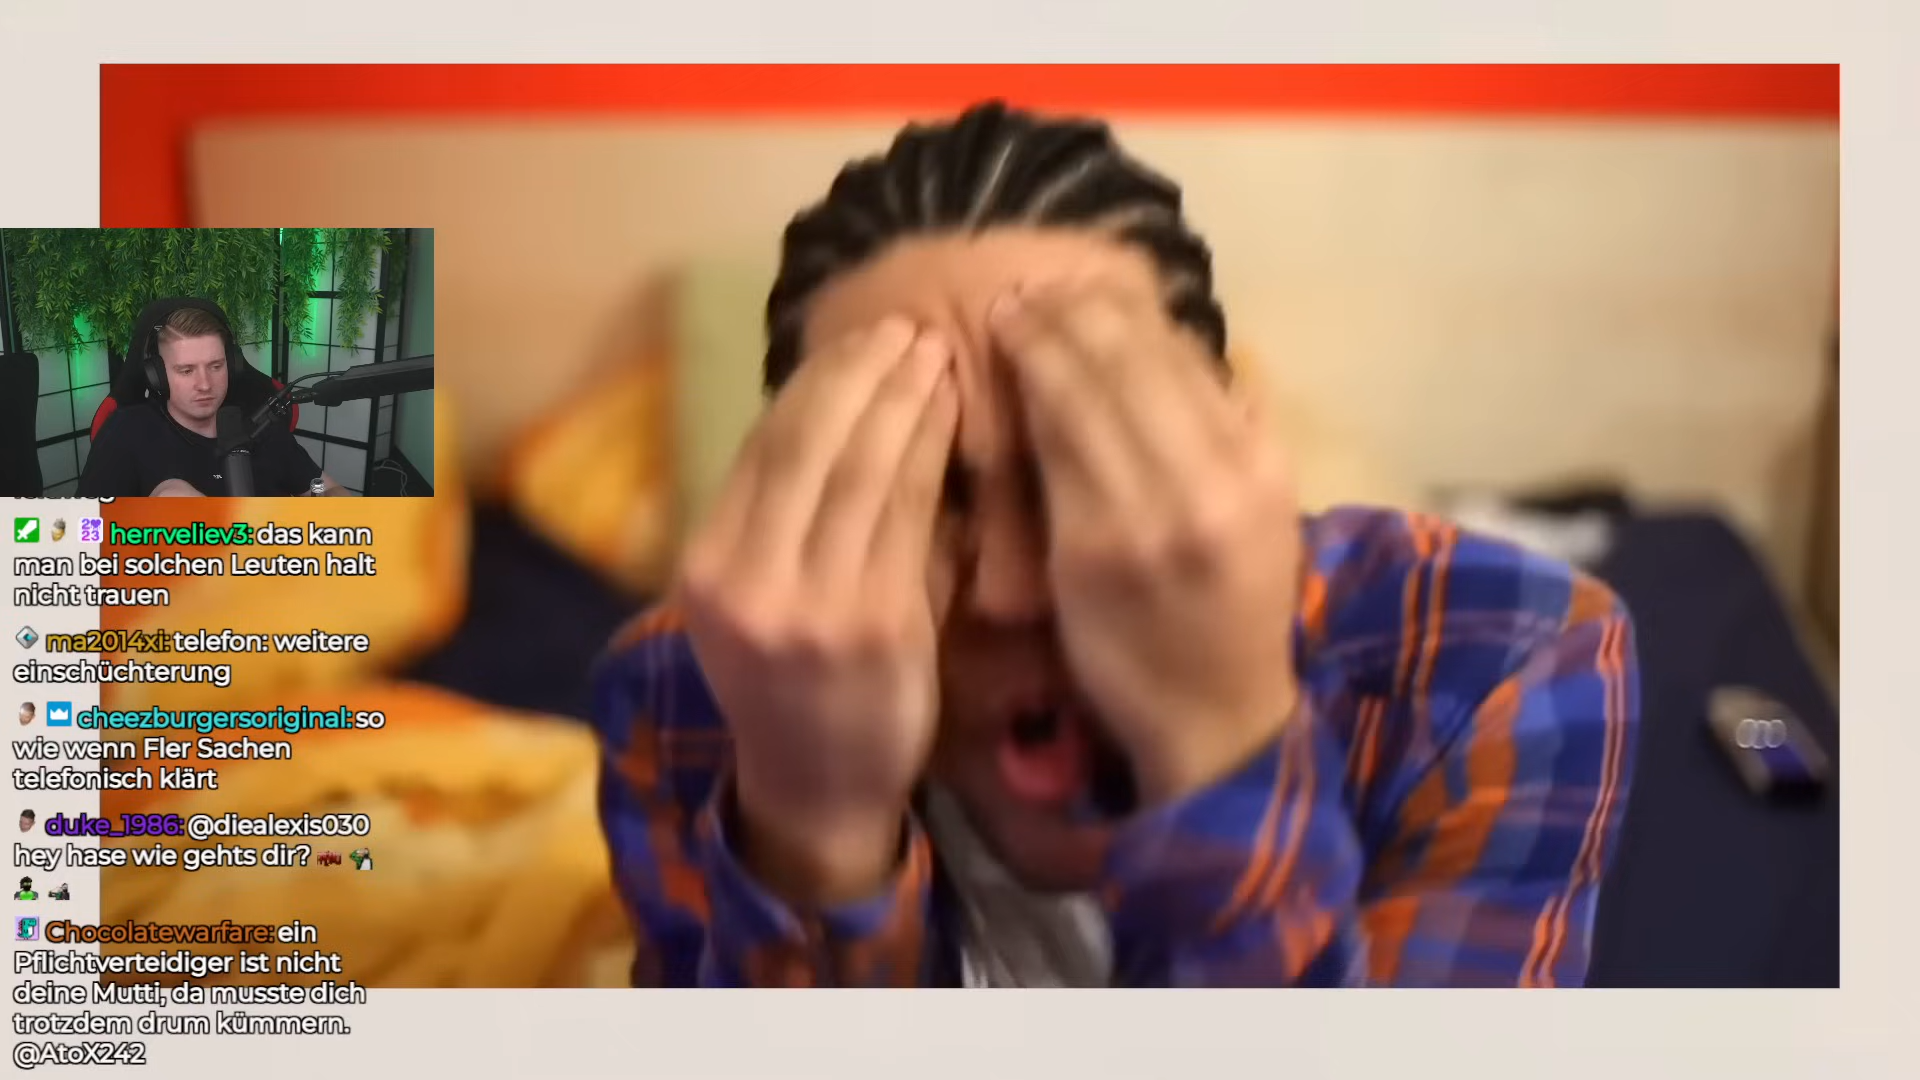 herrveliev3: das kann
man bei solchen Leuten halt
nicht trauen
ma2014xi: telefon: weitere
einschüchterung
cheezburgersoriginal: so
wie wenn Fler Sachen
telefonisch klärt
duke_1986: @diealexis030
hey hase wie gehts dir?
Chocolatewarfare: ein
Pflichtverteidiger ist nicht
deine Mutti, da musste dich
trotzdem drum kümmern.
@AtoX242